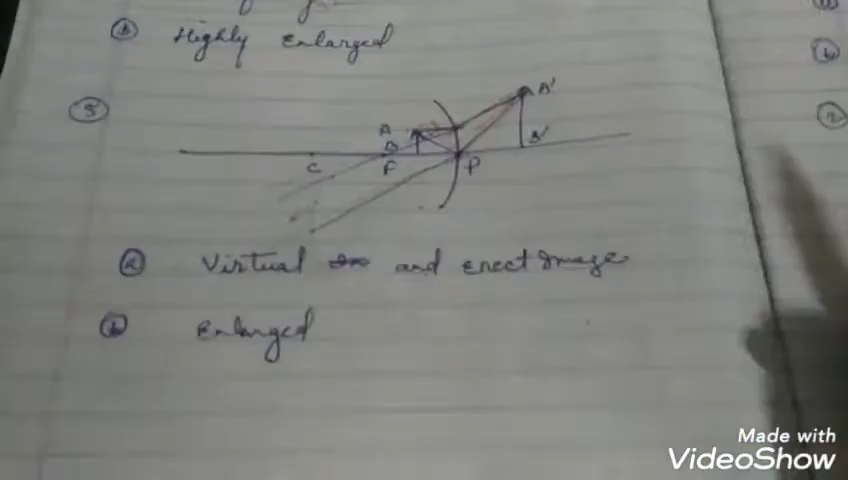 b Highly Enlarged
5
A A'
B B'
C F P
a Virtual and Erect Image
b Enlarged
Made with
VideoShow